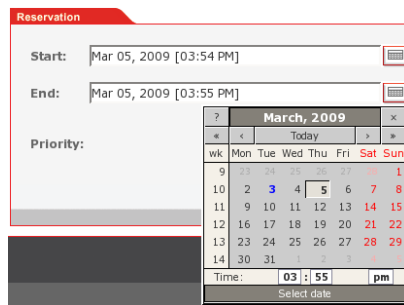 Reservation
Start: Mar 05, 2009 [03:54 PM]
End: Mar 05, 2009 [03:55 PM]
Priority:
? March, 2009 ×
« ‹ Today › »
wk Mon Tue Wed Thu Fri Sat Sun
9 23 24 25 26 27 28 1
10 2 3 4 5 6 7 8
11 9 10 11 12 13 14 15
12 16 17 18 19 20 21 22
13 23 24 25 26 27 28 29
14 30 31 1 2 3 4 5
Time: 03 : 55 pm
Select date